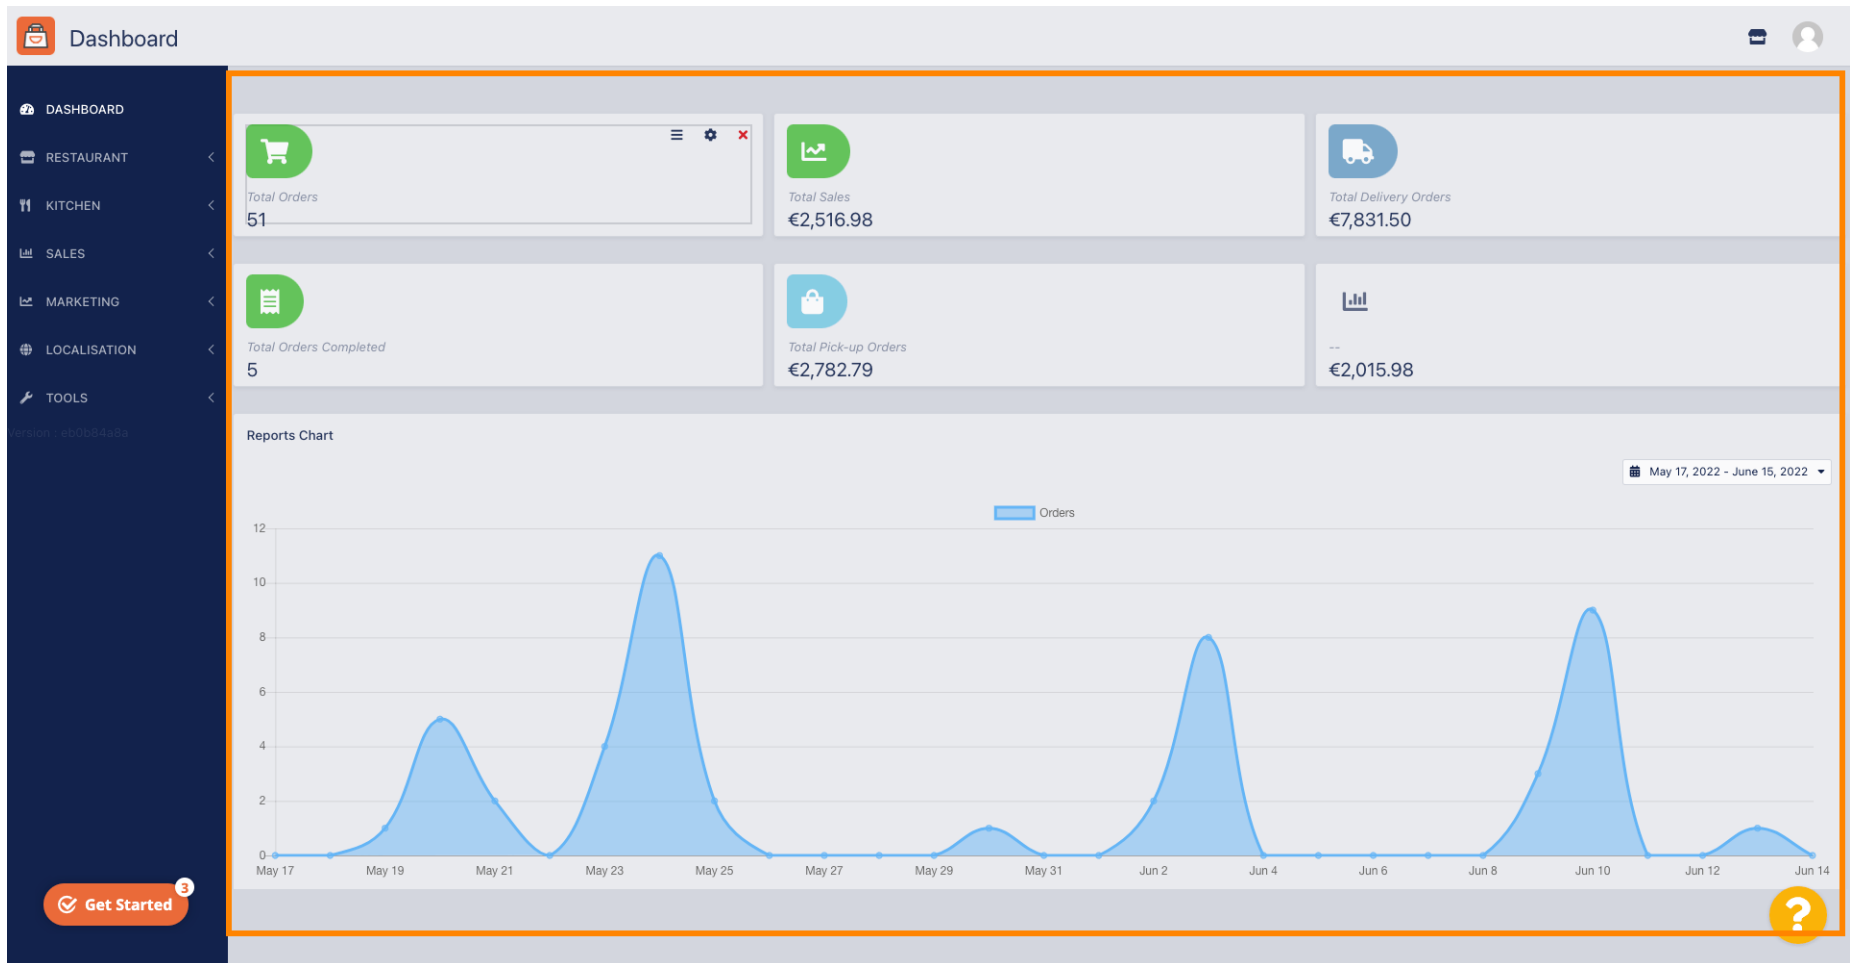 Dashboard
DASHBOARD
RESTAURANT
KITCHEN
SALES
MARKETING
LOCALISATION
TOOLS
Version : eb0b84a8a
Get Started
3
Total Orders
51
Total Sales
€2,516.98
Total Delivery Orders
€7,831.50
Total Orders Completed
5
Total Pick-up Orders
€2,782.79
--
€2,015.98
Reports Chart
May 17, 2022 - June 15, 2022
Orders
12
10
8
6
4
2
0
May 17 May 19 May 21 May 23 May 25 May 27 May 29 May 31 Jun 2 Jun 4 Jun 6 Jun 8 Jun 10 Jun 12 Jun 14
?